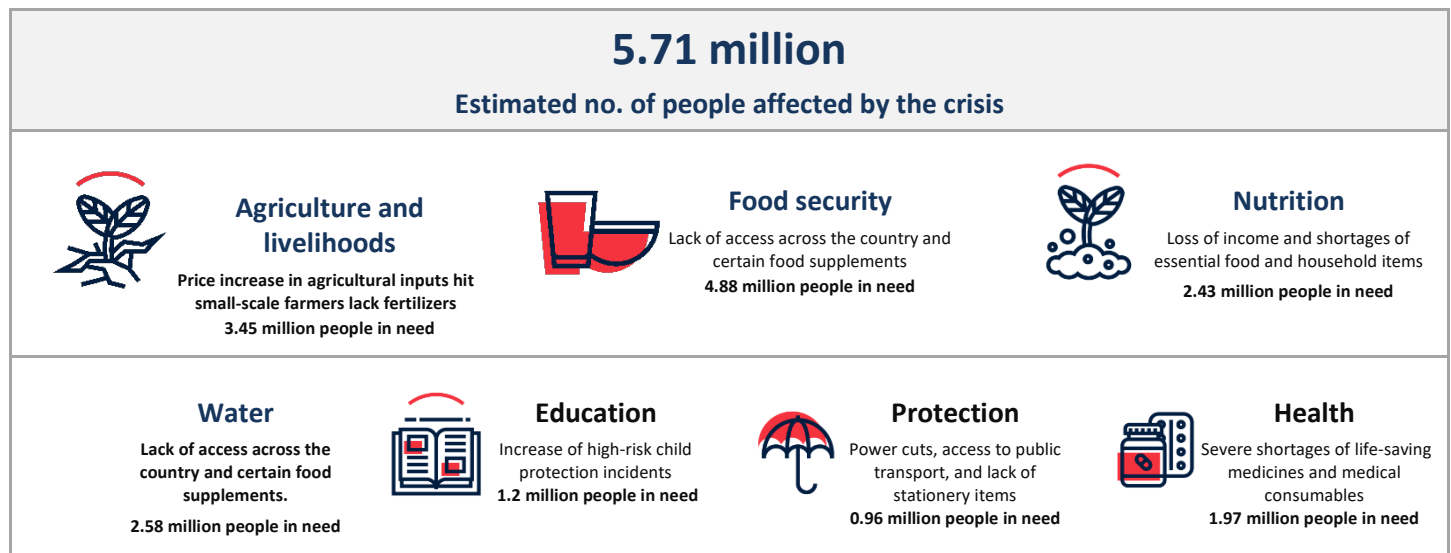 5.71 million
Estimated no. of people affected by the crisis
Agriculture and
livelihoods
Price increase in agricultural inputs hit
small-scale farmers lack fertilizers
3.45 million people in need
Food security
Lack of access across the country and
certain food supplements
4.88 million people in need
Nutrition
Loss of income and shortages of
essential food and household items
2.43 million people in need
Water
Lack of access across the
country and certain food
supplements.
2.58 million people in need
Education
Increase of high-risk child
protection incidents
1.2 million people in need
Protection
Power cuts, access to public
transport, and lack of
stationery items
0.96 million people in need
Health
Severe shortages of life-saving
medicines and medical
consumables
1.97 million people in need